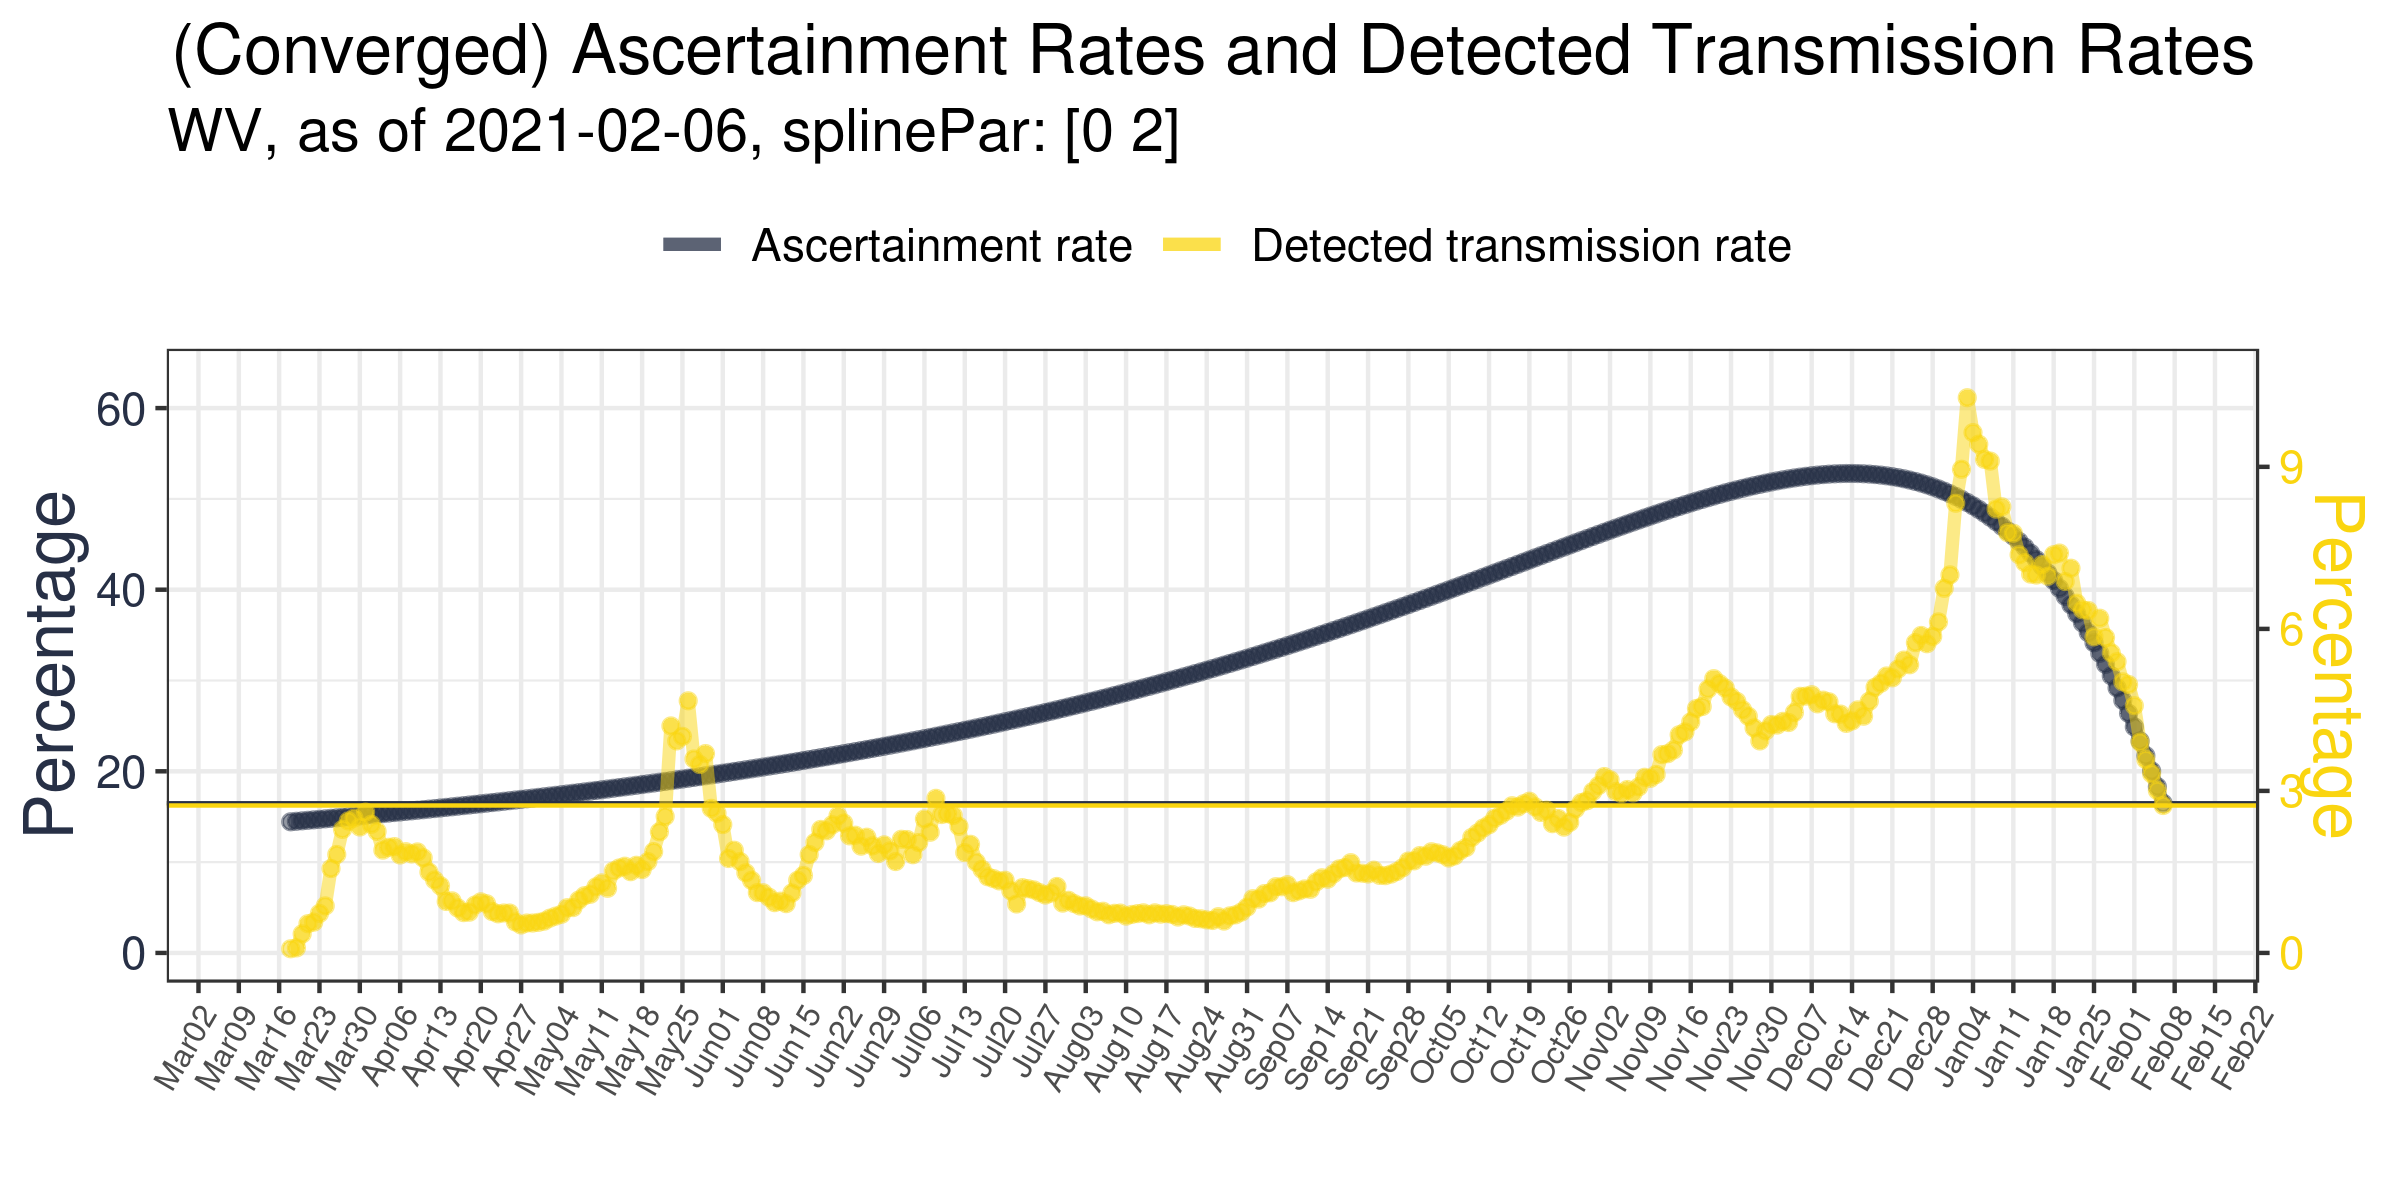 (Converged) Ascertainment Rates and Detected Transmission Rates
WV, as of 2021-02-06, splinePar: [0 2]
Ascertainment rate Detected transmission rate
Percentage
60
40
20
0
9
6
3
0
Percentage
Mar02 Mar09 Mar16 Mar23 Mar30 Apr06 Apr13 Apr20 Apr27 May04 May11 May18 May25 Jun01 Jun08 Jun15 Jun22 Jun29 Jul06 Jul13 Jul20 Jul27 Aug03 Aug10 Aug17 Aug24 Aug31 Sep07 Sep14 Sep21 Sep28 Oct05 Oct12 Oct19 Oct26 Nov02 Nov09 Nov16 Nov23 Nov30 Dec07 Dec14 Dec21 Dec28 Jan04 Jan11 Jan18 Jan25 Feb01 Feb08 Feb15 Feb22